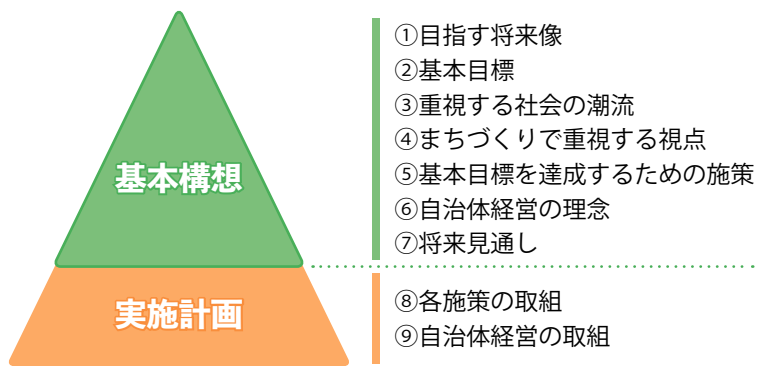 基本構想
①目指す将来像
②基本目標
③重視する社会の潮流
④まちづくりで重視する視点
⑤基本目標を達成するための施策
⑥自治体経営の理念
⑦将来見通し
実施計画
⑧各施策の取組
⑨自治体経営の取組